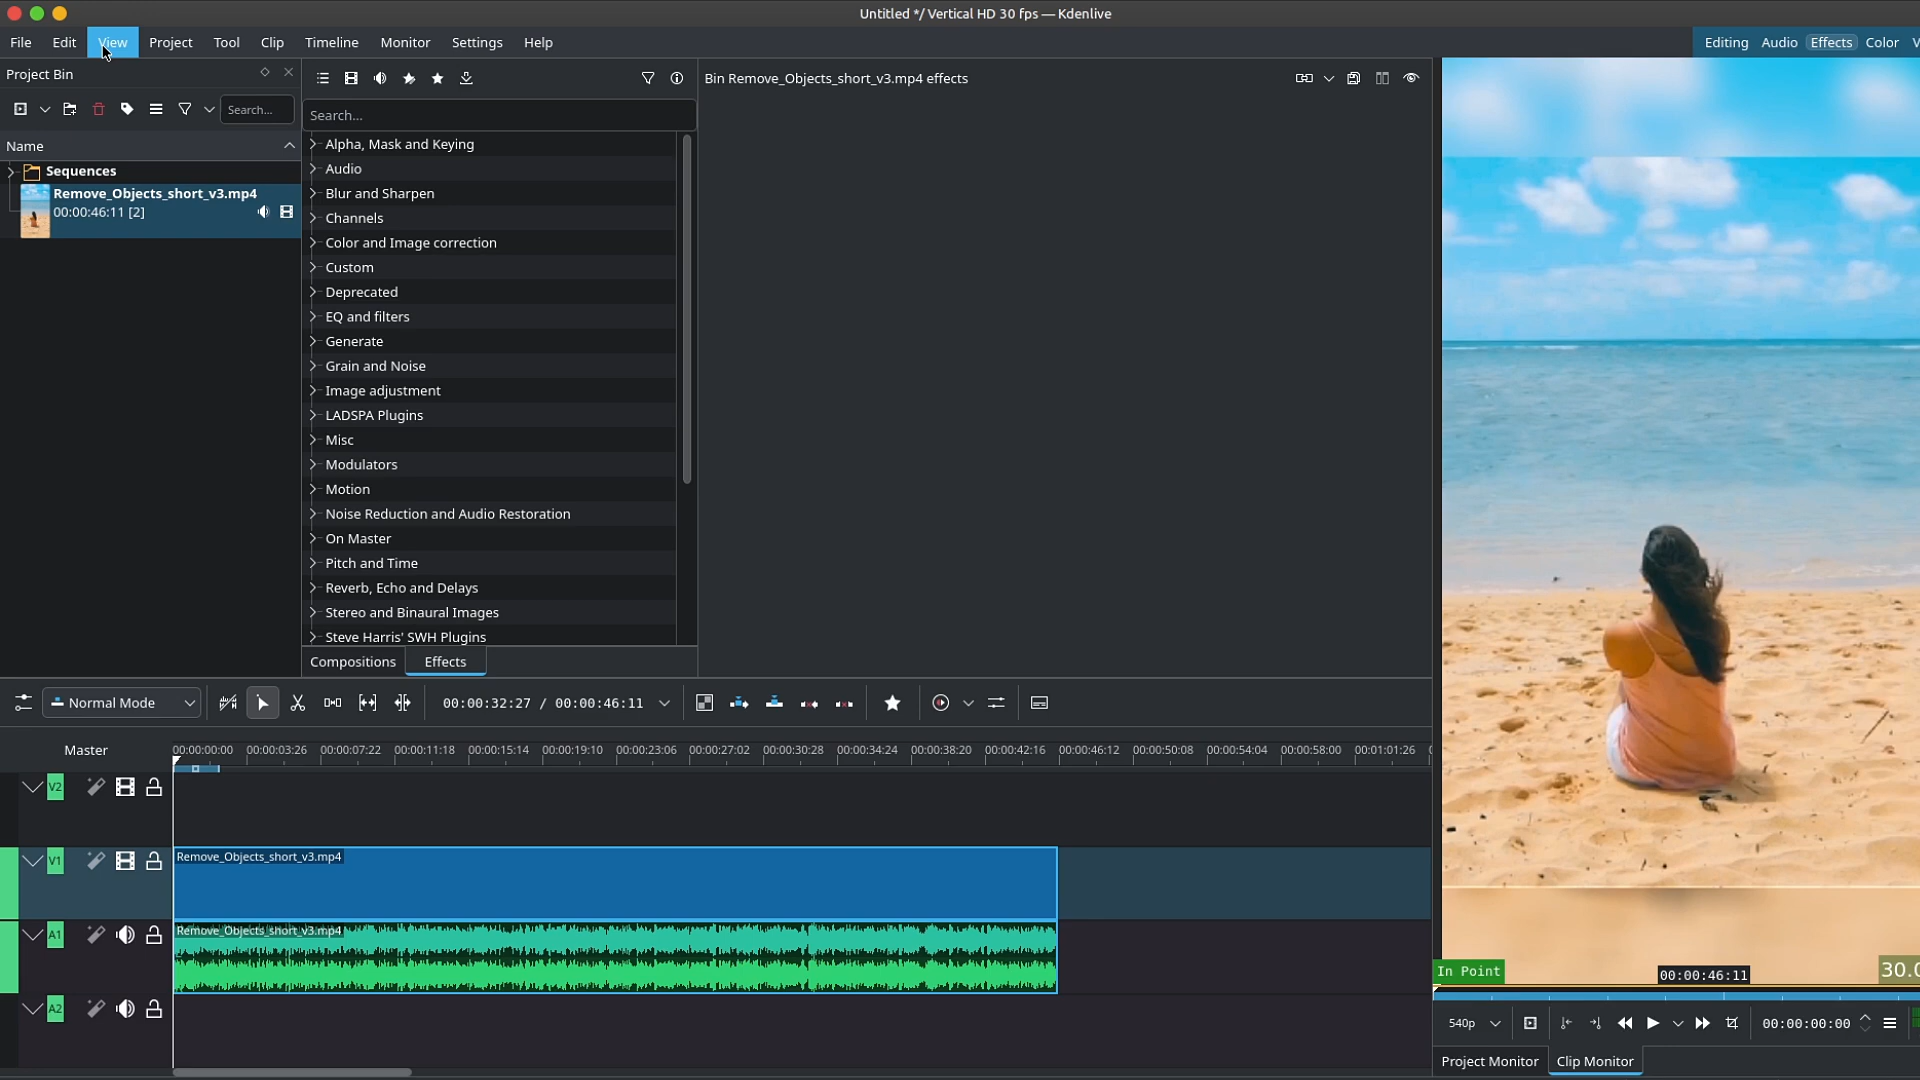 Untitled */ Vertical HD 30 fps — Kdenlive
File Edit View Project Tool Clip Timeline Monitor Settings Help
Editing Audio Effects Color
Project Bin
Search...
Name
Sequences
Remove_Objects_short_v3.mp4
00:00:46:11 [2]
Search...
Alpha, Mask and Keying
Audio
Blur and Sharpen
Channels
Color and Image correction
Custom
Deprecated
EQ and filters
Generate
Grain and Noise
Image adjustment
LADSPA Plugins
Misc
Modulators
Motion
Noise Reduction and Audio Restoration
On Master
Pitch and Time
Reverb, Echo and Delays
Stereo and Binaural Images
Steve Harris' SWH Plugins
Compositions Effects
Bin Remove_Objects_short_v3.mp4 effects
In Point
00:00:46:11
30.0
540p
00:00:00:00
Project Monitor Clip Monitor
Normal Mode
00:00:32:27 / 00:00:46:11
Master
00:00:00:00 00:00:03:26 00:00:07:22 00:00:11:18 00:00:15:14 00:00:19:10 00:00:23:06 00:00:27:02 00:00:30:28 00:00:34:24 00:00:38:20 00:00:42:16 00:00:46:12 00:00:50:08 00:00:54:04 00:00:58:00 00:01:01:26
V2
V1
Remove_Objects_short_v3.mp4
A1
Remove_Objects_short_v3.mp4
A2